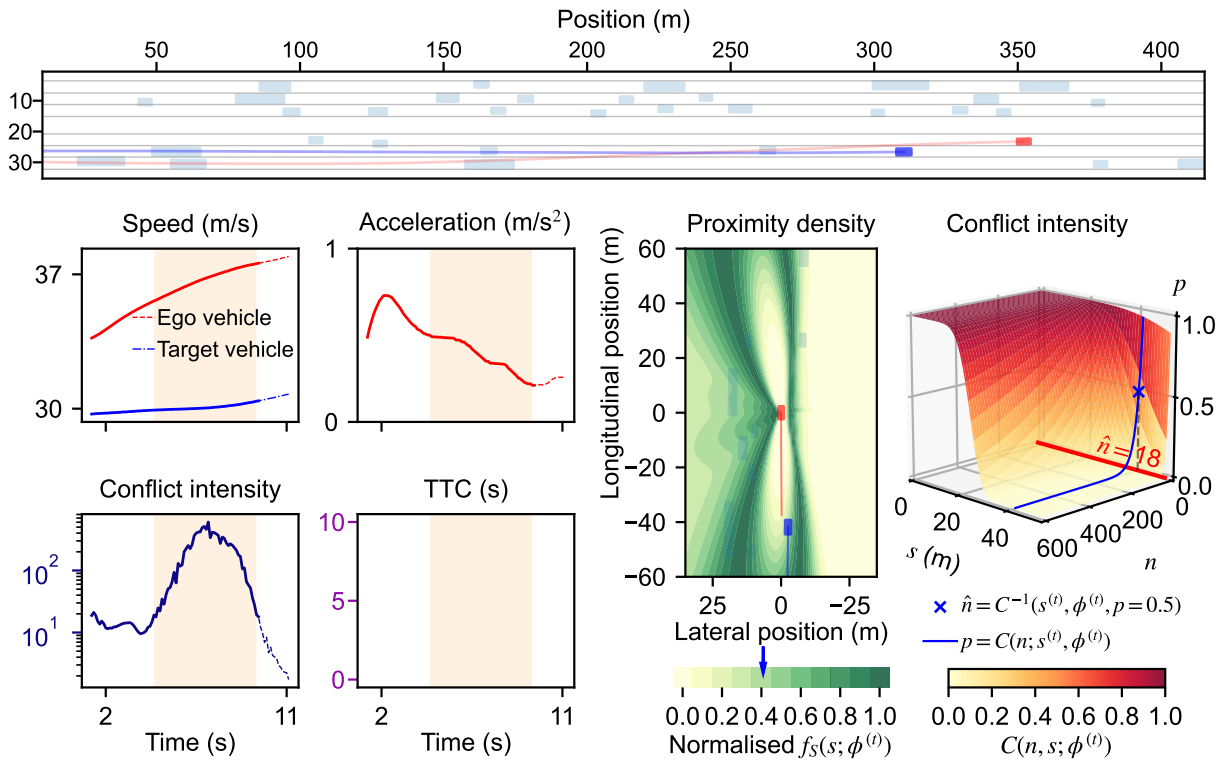 Position (m)
50 100 150 200 250 300 350 400
10
20
30
Speed (m/s)
37
30
Ego vehicle
Target vehicle
Acceleration (m/s²)
1
0
Proximity density
Longitudinal position (m)
60
40
20
0
−20
−40
−60
25 0 −25
Lateral position (m)
Conflict intensity
p
1.0
0.5
0.0
n̂ = 18
0 20 40
s (m)
600 400 200 0
n
Conflict intensity
10²
10¹
2 11
Time (s)
TTC (s)
10
5
0
2 11
Time (s)
n̂ = C⁻¹(s⁽ᵗ⁾, ϕ⁽ᵗ⁾, p = 0.5)
p = C(n; s⁽ᵗ⁾, ϕ⁽ᵗ⁾)
0.0 0.2 0.4 0.6 0.8 1.0
Normalised f_S(s; ϕ⁽ᵗ⁾)
0.0 0.2 0.4 0.6 0.8 1.0
C(n, s; ϕ⁽ᵗ⁾)